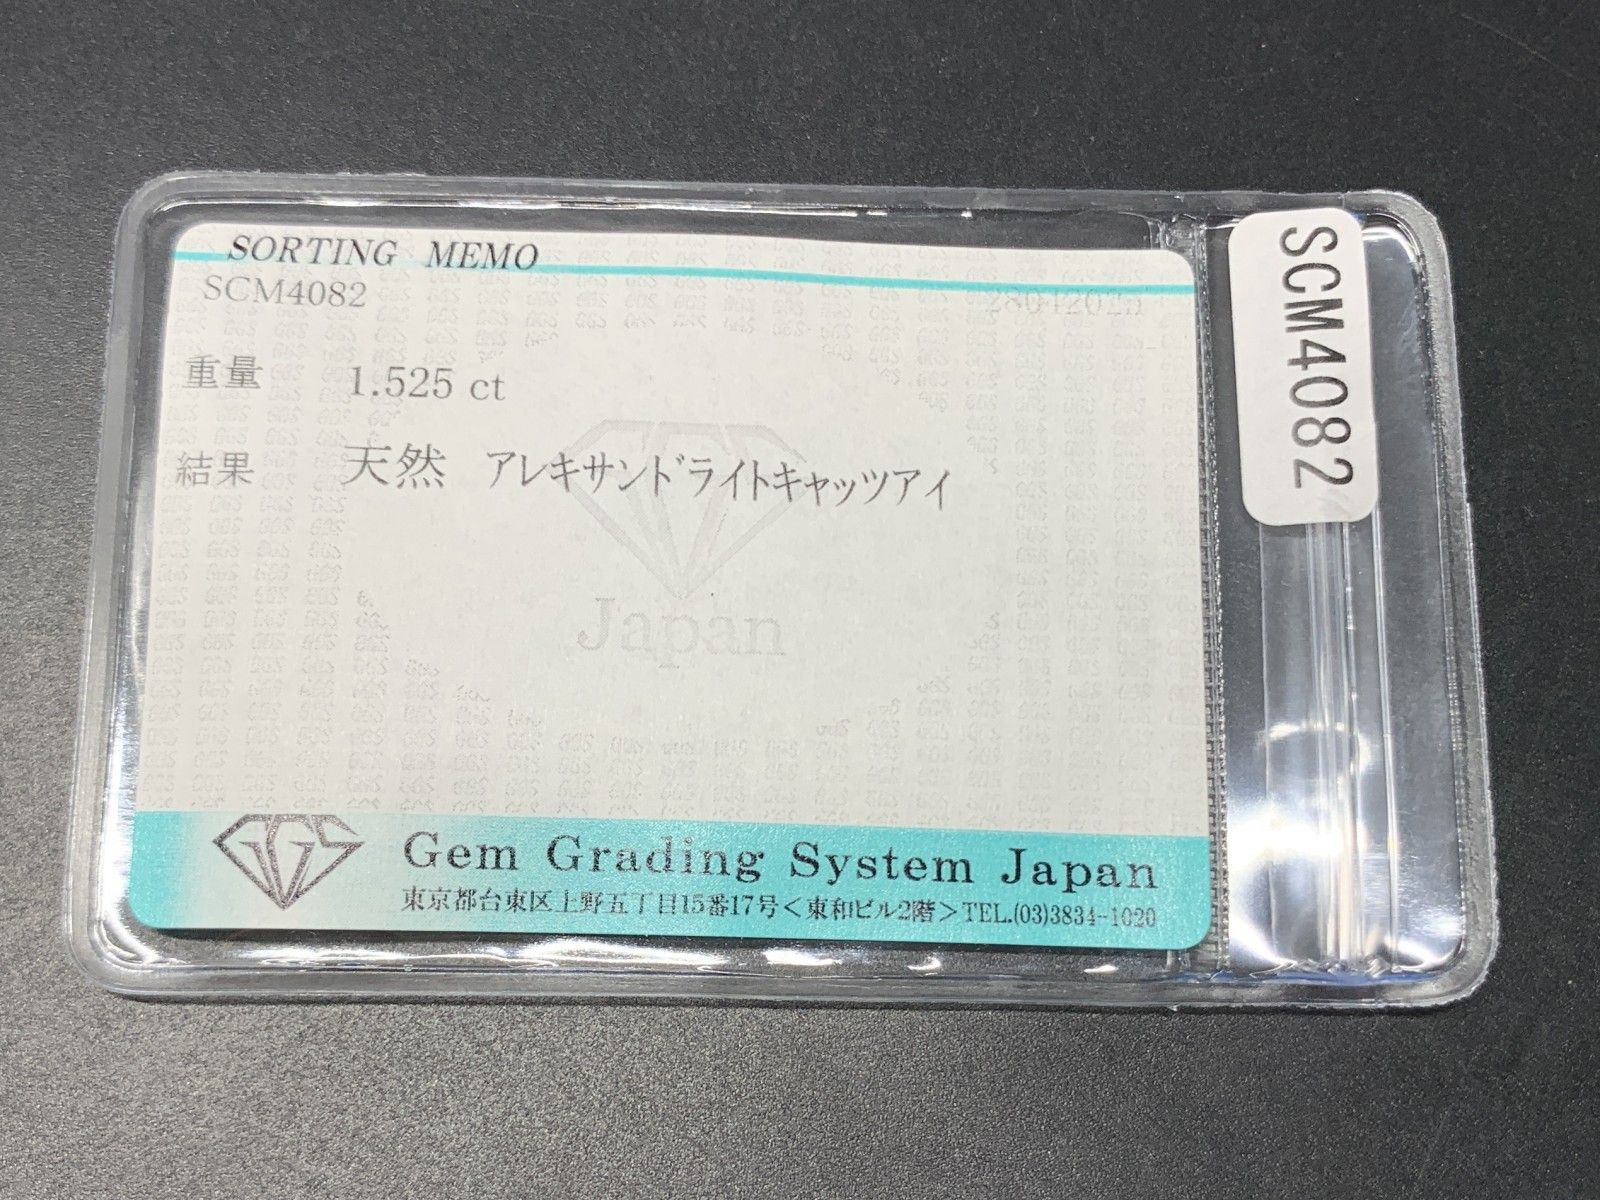 SORTING MEMO
SCM4082
重量 1.525 ct
結果 天然 アレキサンドライトキャッツアイ
Japan
GGS
Gem Grading System Japan
東京都台東区上野五丁目15番17号<東和ビル2階>TEL.(03)3834-1020
SCM4082